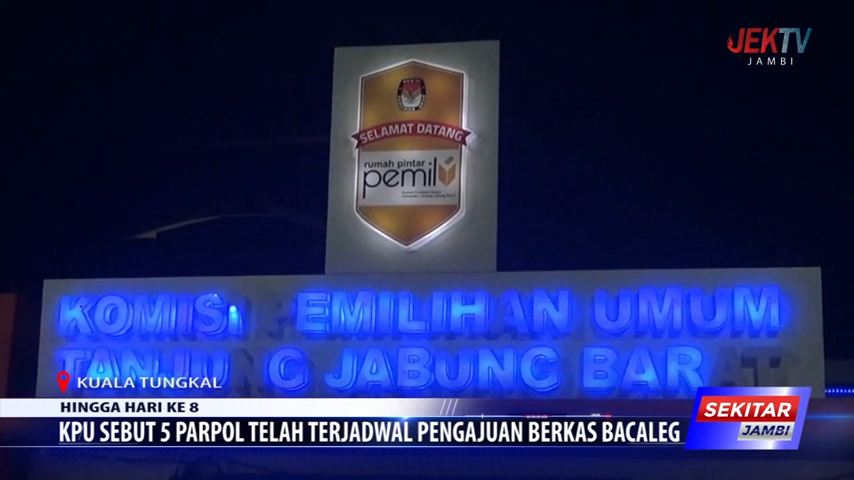 JEKTV
JAMBI
SELAMAT DATANG
rumah pintar
pemilu
KOMISI PEMILIHAN UMUM
TANJUNG JABUNG BARAT
KUALA TUNGKAL
HINGGA HARI KE 8
KPU SEBUT 5 PARPOL TELAH TERJADWAL PENGAJUAN BERKAS BACALEG
SEKITAR
JAMBI